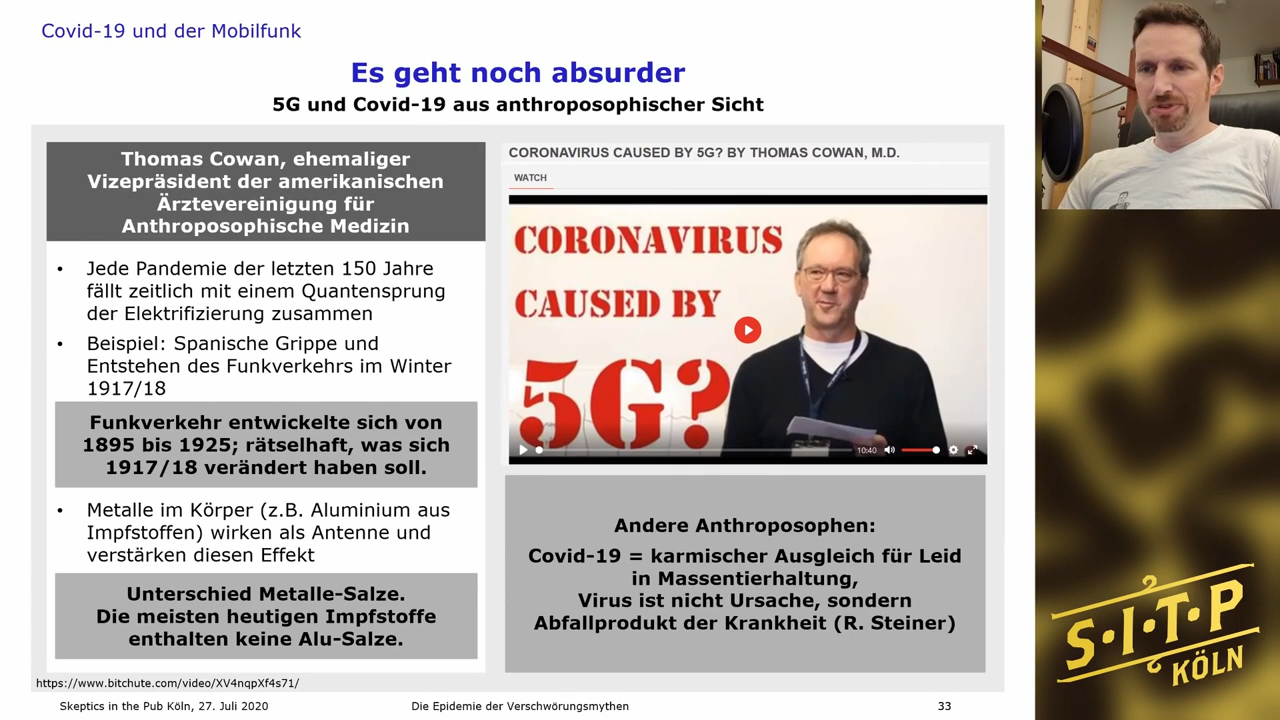 Covid-19 und der Mobilfunk
Es geht noch absurder
5G und Covid-19 aus anthroposophischer Sicht
Thomas Cowan, ehemaliger
Vizepräsident der amerikanischen
Ärztevereinigung für
Anthroposophische Medizin
• Jede Pandemie der letzten 150 Jahre
fällt zeitlich mit einem Quantensprung
der Elektrifizierung zusammen
• Beispiel: Spanische Grippe und
Entstehen des Funkverkehrs im Winter
1917/18
Funkverkehr entwickelte sich von
1895 bis 1925; rätselhaft, was sich
1917/18 verändert haben soll.
• Metalle im Körper (z.B. Aluminium aus
Impfstoffen) wirken als Antenne und
verstärken diesen Effekt
Unterschied Metalle-Salze.
Die meisten heutigen Impfstoffe
enthalten keine Alu-Salze.
CORONAVIRUS CAUSED BY 5G? BY THOMAS COWAN, M.D.
WATCH
CORONAVIRUS
CAUSED BY
5G?
10:40
Andere Anthroposophen:
Covid-19 = karmischer Ausgleich für Leid
in Massentierhaltung,
Virus ist nicht Ursache, sondern
Abfallprodukt der Krankheit (R. Steiner)
https://www.bitchute.com/video/XV4nqpXf4s71/
Skeptics in the Pub Köln, 27. Juli 2020
Die Epidemie der Verschwörungsmythen
33
S·I·T·P
KÖLN